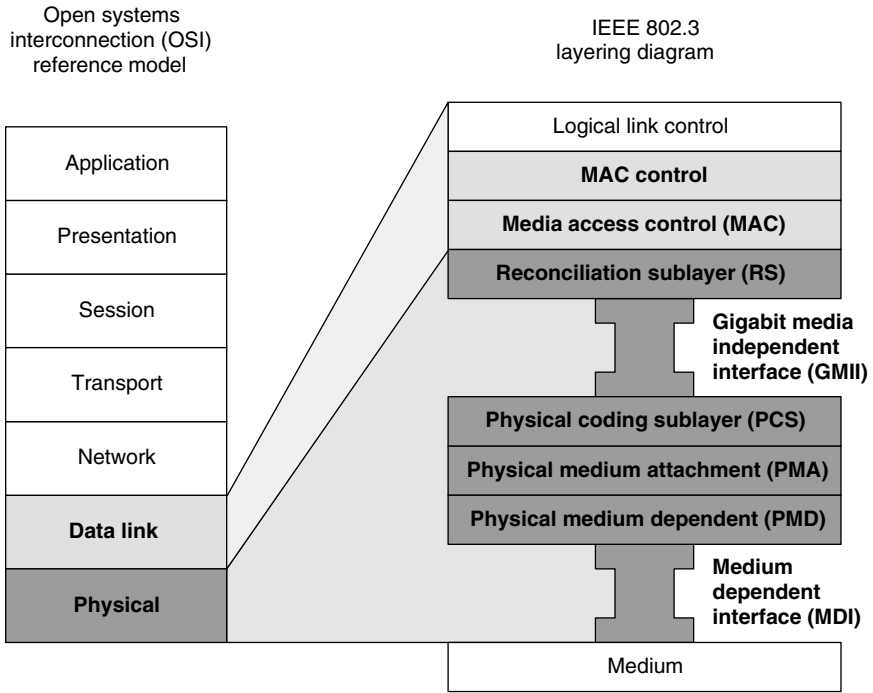 Open systems
interconnection (OSI)
reference model
Application
Presentation
Session
Transport
Network
Data link
Physical
IEEE 802.3
layering diagram
Logical link control
MAC control
Media access control (MAC)
Reconciliation sublayer (RS)
Gigabit media
independent
interface (GMII)
Physical coding sublayer (PCS)
Physical medium attachment (PMA)
Physical medium dependent (PMD)
Medium
dependent
interface (MDI)
Medium